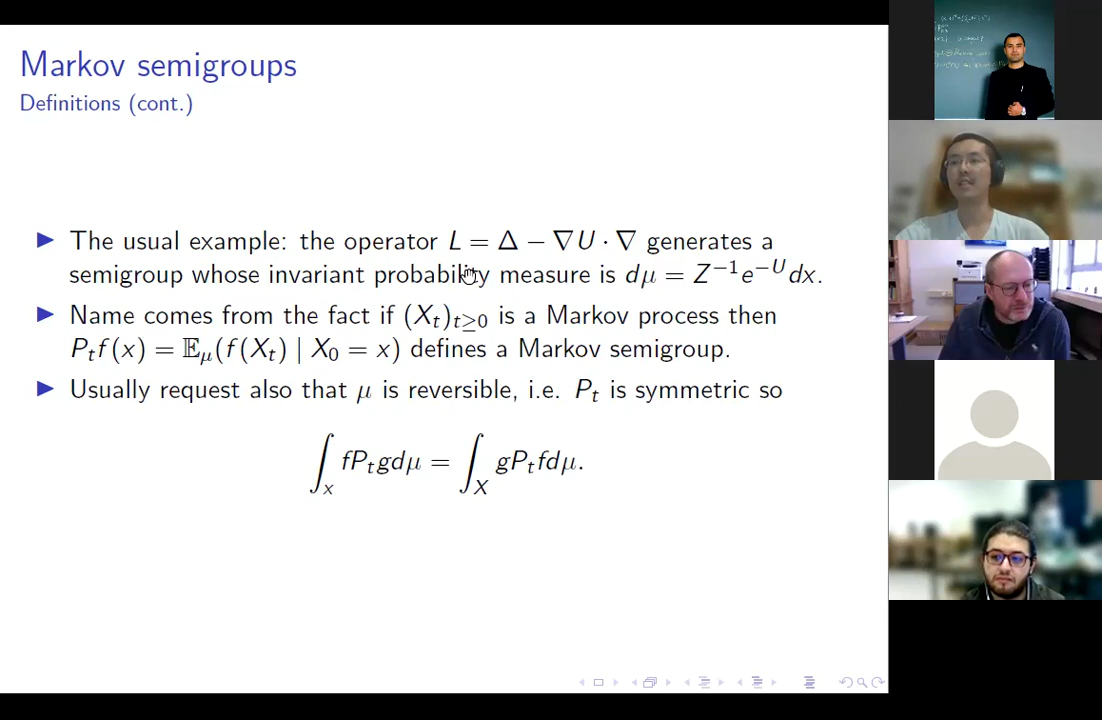 Markov semigroups
Definitions (cont.)
The usual example: the operator L = Δ − ∇U · ∇ generates a
semigroup whose invariant probability measure is dμ = Z⁻¹e⁻ᵁdx.
Name comes from the fact if (Xₜ)ₜ≥₀ is a Markov process then
Pₜf(x) = 𝔼_μ(f(Xₜ) | X₀ = x) defines a Markov semigroup.
Usually request also that μ is reversible, i.e. Pₜ is symmetric so
∫ₓ fPₜgdμ = ∫_X gPₜfdμ.